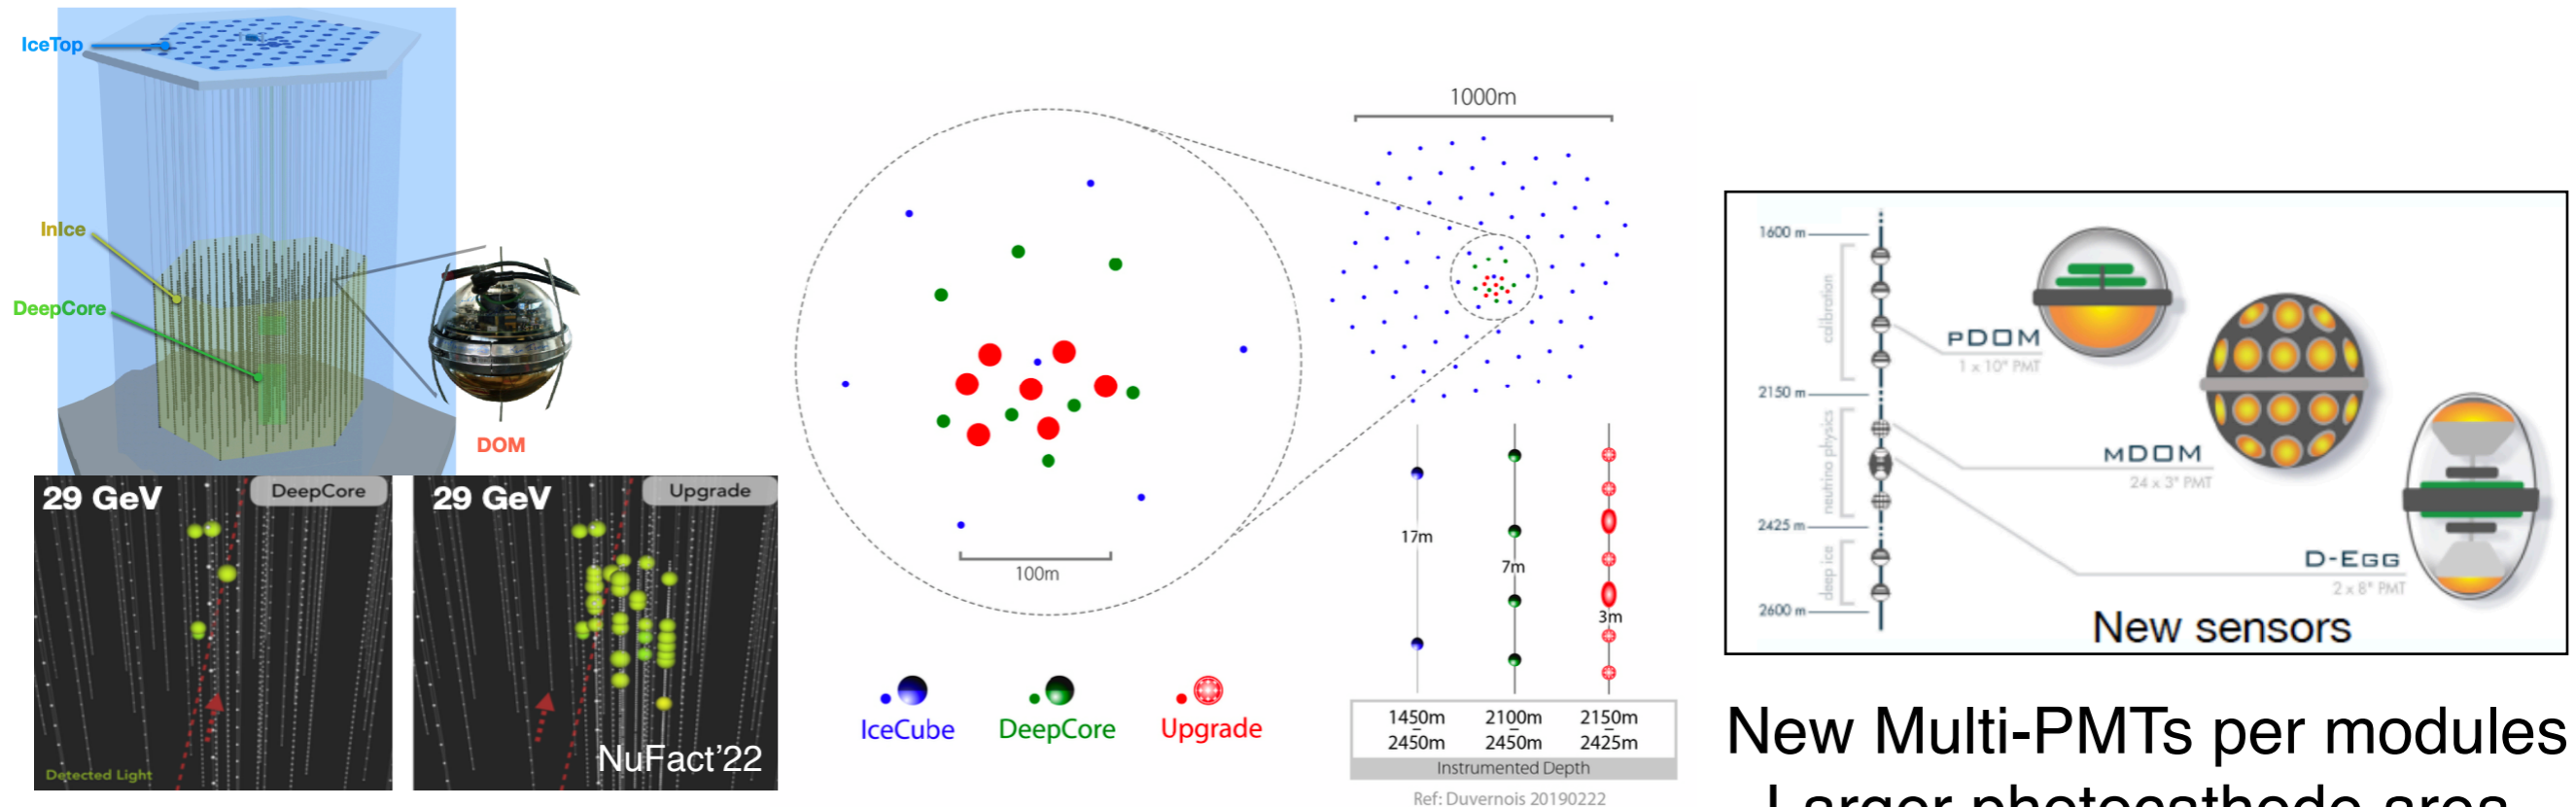 IceTop
InIce
DeepCore
DOM
29 GeV
DeepCore
Detected Light
29 GeV
Upgrade
NuFact'22
1000m
100m
IceCube
DeepCore
Upgrade
17m
7m
3m
1450m
–
2450m
2100m
–
2450m
2150m
–
2425m
Instrumented Depth
Ref: Duvernois 20190222
1600 m
calibration
2150 m
neutrino physics
2425 m
deep ice
2600 m
pDOM
1 x 10" PMT
mDOM
24 x 3" PMT
D-Egg
2 x 8" PMT
New sensors
New Multi-PMTs per modules
Larger photocathode area